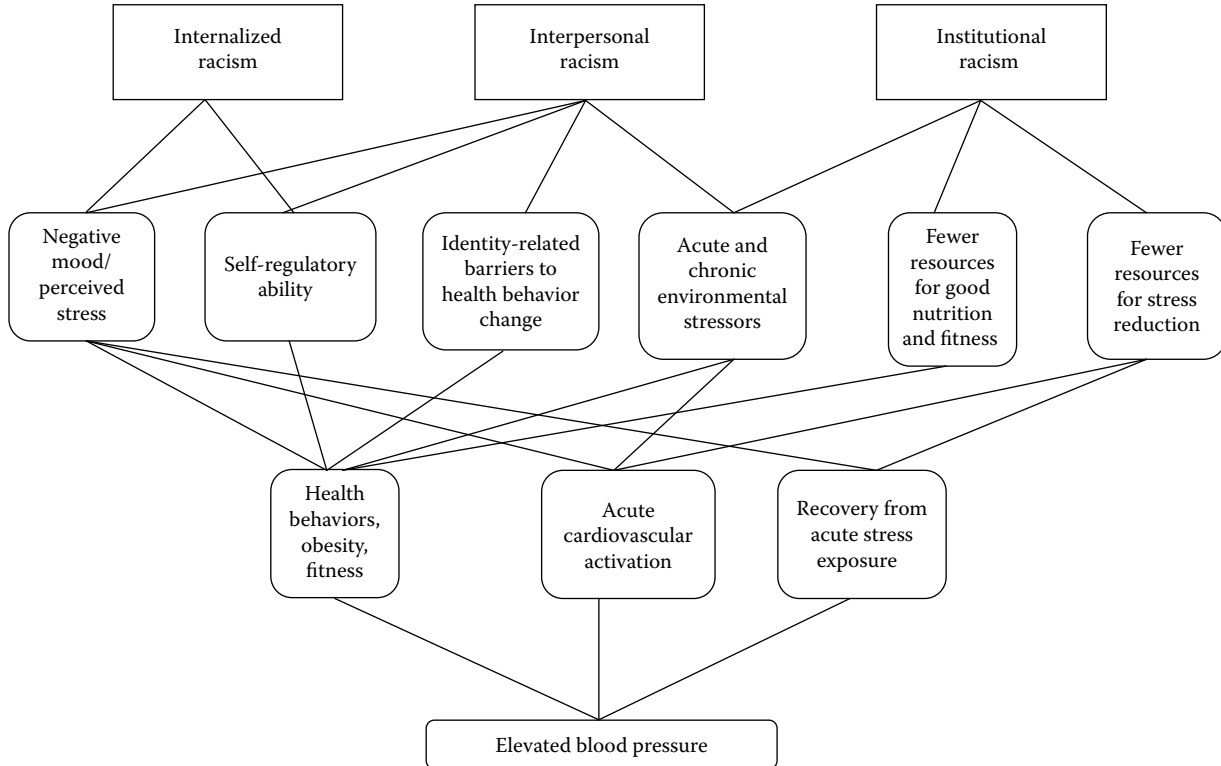 Internalized
racism
Interpersonal
racism
Institutional
racism
Negative
mood/
perceived
stress
Self-regulatory
ability
Identity-related
barriers to
health behavior
change
Acute and
chronic
environmental
stressors
Fewer
resources
for good
nutrition
and fitness
Fewer
resources
for stress
reduction
Health
behaviors,
obesity,
fitness
Acute
cardiovascular
activation
Recovery from
acute stress
exposure
Elevated blood pressure